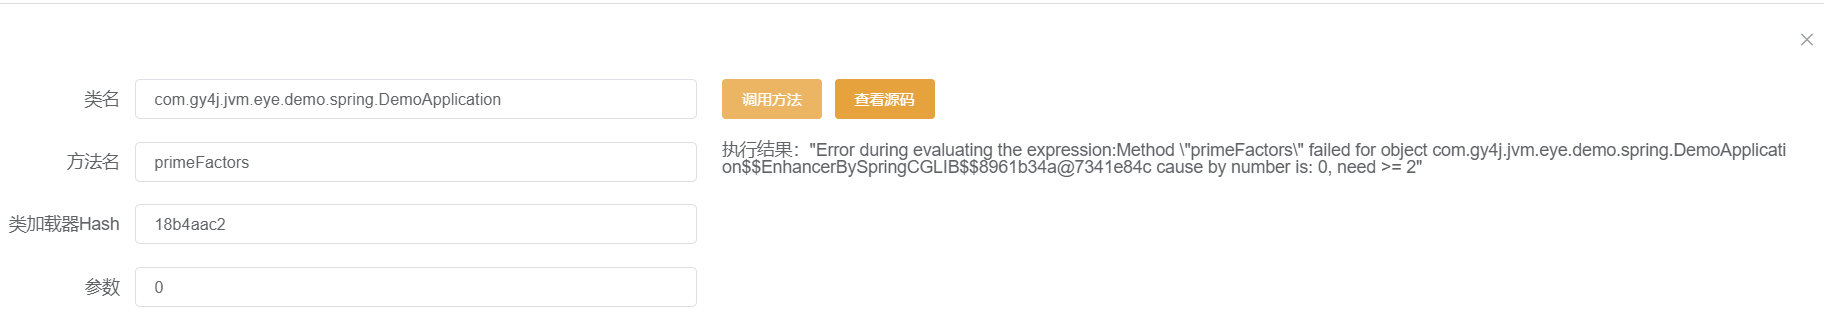 类名
com.gy4j.jvm.eye.demo.spring.DemoApplication
调用方法
查看源码
方法名
primeFactors
执行结果："Error during evaluating the expression:Method \"primeFactors\" failed for object com.gy4j.jvm.eye.demo.spring.DemoApplicati
on$$EnhancerBySpringCGLIB$$8961b34a@7341e84c cause by number is: 0, need >= 2"
类加载器Hash
18b4aac2
参数
0